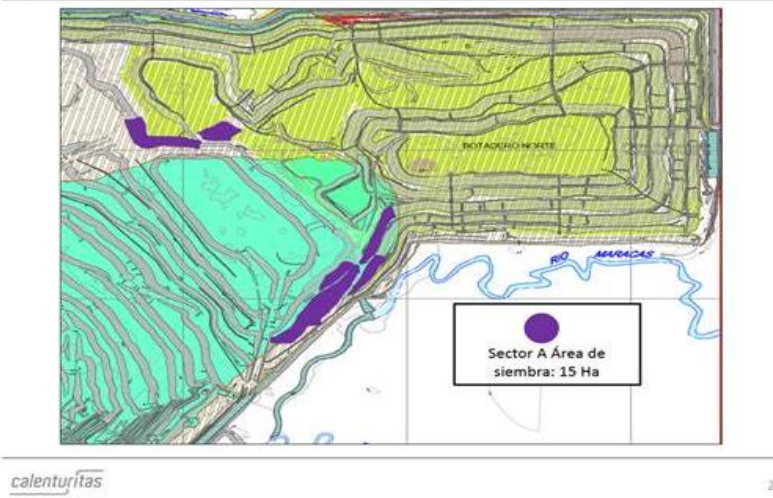 BOTADERO NORTE
RIO MARACAS
Sector A Área de
siembra: 15 Ha
calenturitas
2